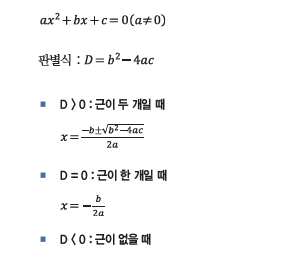 ax² + bx + c = 0(a≠0)
판별식 : D = b² − 4ac
▪ D > 0 : 근이 두 개일 때
x = (−b±√(b²−4ac))/(2a)
▪ D = 0 : 근이 한 개일 때
x = −b/(2a)
▪ D < 0 : 근이 없을 때